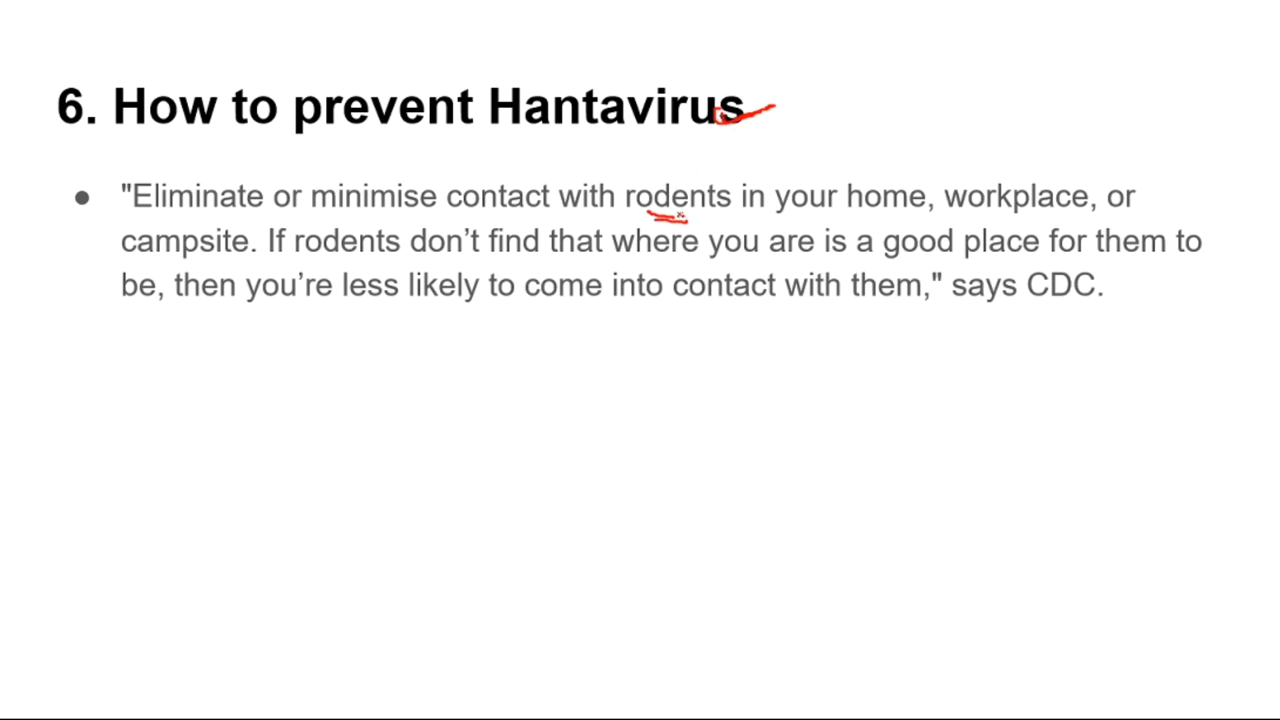 6. How to prevent Hantavirus
● "Eliminate or minimise contact with rodents in your home, workplace, or
campsite. If rodents don’t find that where you are is a good place for them to
be, then you’re less likely to come into contact with them," says CDC.